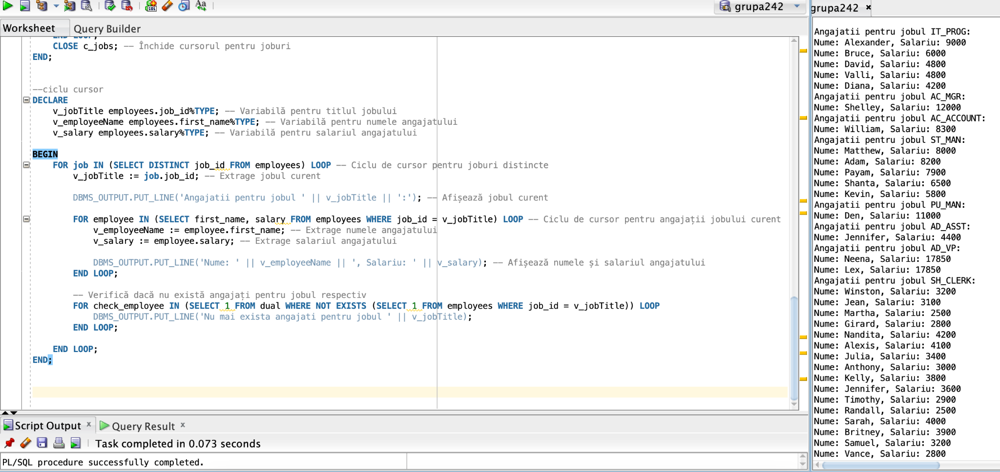 grupa242
Worksheet
Query Builder
END LOOP;
CLOSE c_jobs; -- Închide cursorul pentru joburi
END;
--ciclu cursor
DECLARE
v_jobTitle employees.job_id%TYPE; -- Variabilă pentru titlul jobului
v_employeeName employees.first_name%TYPE; -- Variabilă pentru numele angajatului
v_salary employees.salary%TYPE; -- Variabilă pentru salariul angajatului
BEGIN
FOR job IN (SELECT DISTINCT job_id FROM employees) LOOP -- Ciclu de cursor pentru joburi distincte
v_jobTitle := job.job_id; -- Extrage jobul curent
DBMS_OUTPUT.PUT_LINE('Angajatii pentru jobul ' || v_jobTitle || ':'); -- Afișează jobul curent
FOR employee IN (SELECT first_name, salary FROM employees WHERE job_id = v_jobTitle) LOOP -- Ciclu de cursor pentru angajații jobului curent
v_employeeName := employee.first_name; -- Extrage numele angajatului
v_salary := employee.salary; -- Extrage salariul angajatului
DBMS_OUTPUT.PUT_LINE('Nume: ' || v_employeeName || ', Salariu: ' || v_salary); -- Afișează numele și salariul angajatului
END LOOP;
-- Verifică dacă nu există angajați pentru jobul respectiv
FOR check_employee IN (SELECT 1 FROM dual WHERE NOT EXISTS (SELECT 1 FROM employees WHERE job_id = v_jobTitle)) LOOP
DBMS_OUTPUT.PUT_LINE('Nu mai exista angajati pentru jobul ' || v_jobTitle);
END LOOP;
END LOOP;
END;
Script Output
Query Result
Task completed in 0.073 seconds
PL/SQL procedure successfully completed.
grupa242
Angajatii pentru jobul IT_PROG:
Nume: Alexander, Salariu: 9000
Nume: Bruce, Salariu: 6000
Nume: David, Salariu: 4800
Nume: Valli, Salariu: 4800
Nume: Diana, Salariu: 4200
Angajatii pentru jobul AC_MGR:
Nume: Shelley, Salariu: 12000
Angajatii pentru jobul AC_ACCOUNT:
Nume: William, Salariu: 8300
Angajatii pentru jobul ST_MAN:
Nume: Matthew, Salariu: 8000
Nume: Adam, Salariu: 8200
Nume: Payam, Salariu: 7900
Nume: Shanta, Salariu: 6500
Nume: Kevin, Salariu: 5800
Angajatii pentru jobul PU_MAN:
Nume: Den, Salariu: 11000
Angajatii pentru jobul AD_ASST:
Nume: Jennifer, Salariu: 4400
Angajatii pentru jobul AD_VP:
Nume: Neena, Salariu: 17850
Nume: Lex, Salariu: 17850
Angajatii pentru jobul SH_CLERK:
Nume: Winston, Salariu: 3200
Nume: Jean, Salariu: 3100
Nume: Martha, Salariu: 2500
Nume: Girard, Salariu: 2800
Nume: Nandita, Salariu: 4200
Nume: Alexis, Salariu: 4100
Nume: Julia, Salariu: 3400
Nume: Anthony, Salariu: 3000
Nume: Kelly, Salariu: 3800
Nume: Jennifer, Salariu: 3600
Nume: Timothy, Salariu: 2900
Nume: Randall, Salariu: 2500
Nume: Sarah, Salariu: 4000
Nume: Britney, Salariu: 3900
Nume: Samuel, Salariu: 3200
Nume: Vance, Salariu: 2800